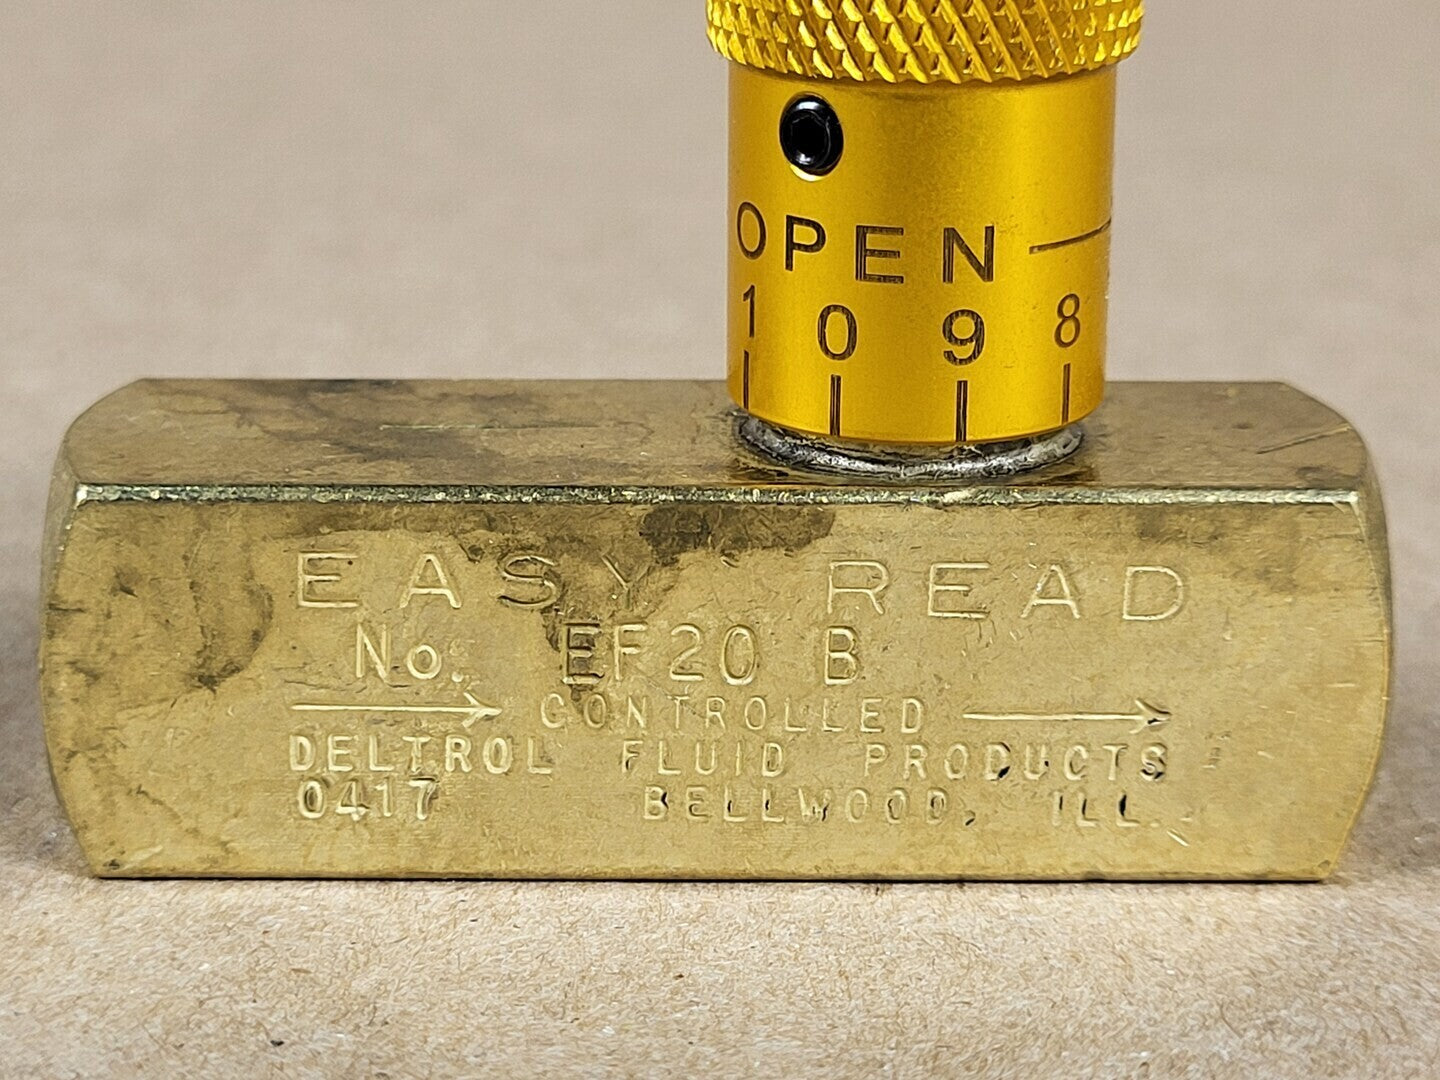 OPEN
1 0 9 8
EASY READ
No. EF20 B
→ CONTROLLED →
DELTROL FLUID PRODUCTS
0417 BELLWOOD, ILL.